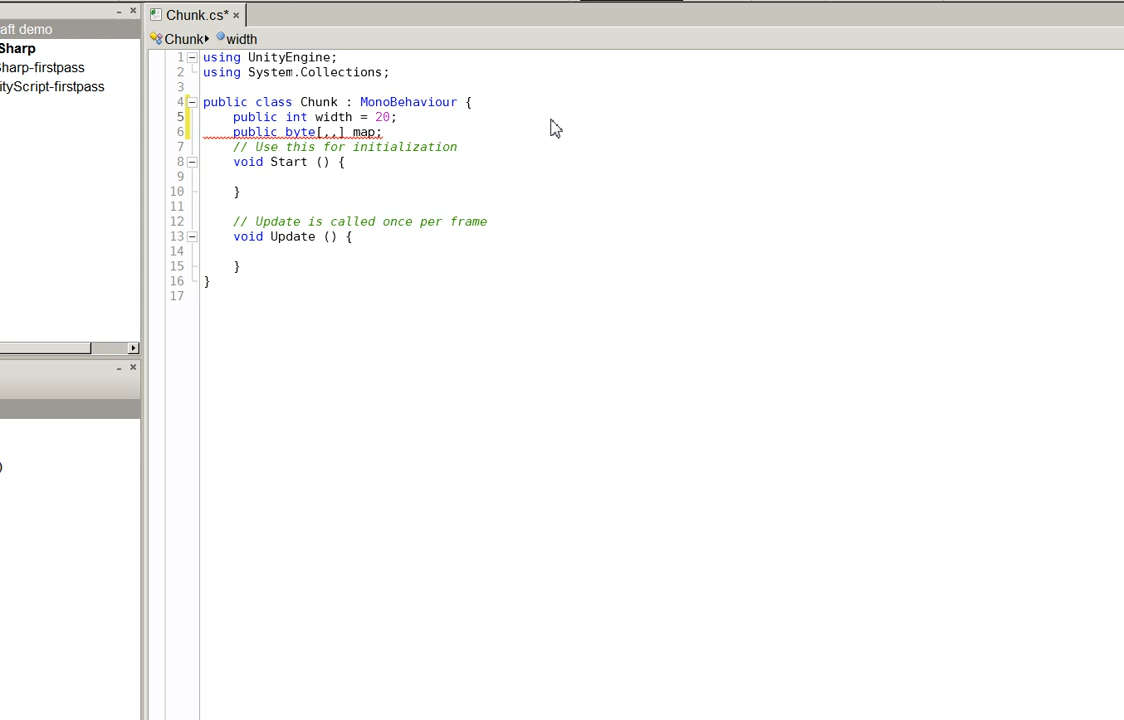 aft demo
Sharp
harp-firstpass
ityScript-firstpass
)
Chunk.cs* ×
Chunk width
1 using UnityEngine;
2 using System.Collections;
3
4 public class Chunk : MonoBehaviour {
5 public int width = 20;
6 public byte[,,] map;
7 // Use this for initialization
8 void Start () {
9
10 }
11
12 // Update is called once per frame
13 void Update () {
14
15 }
16 }
17